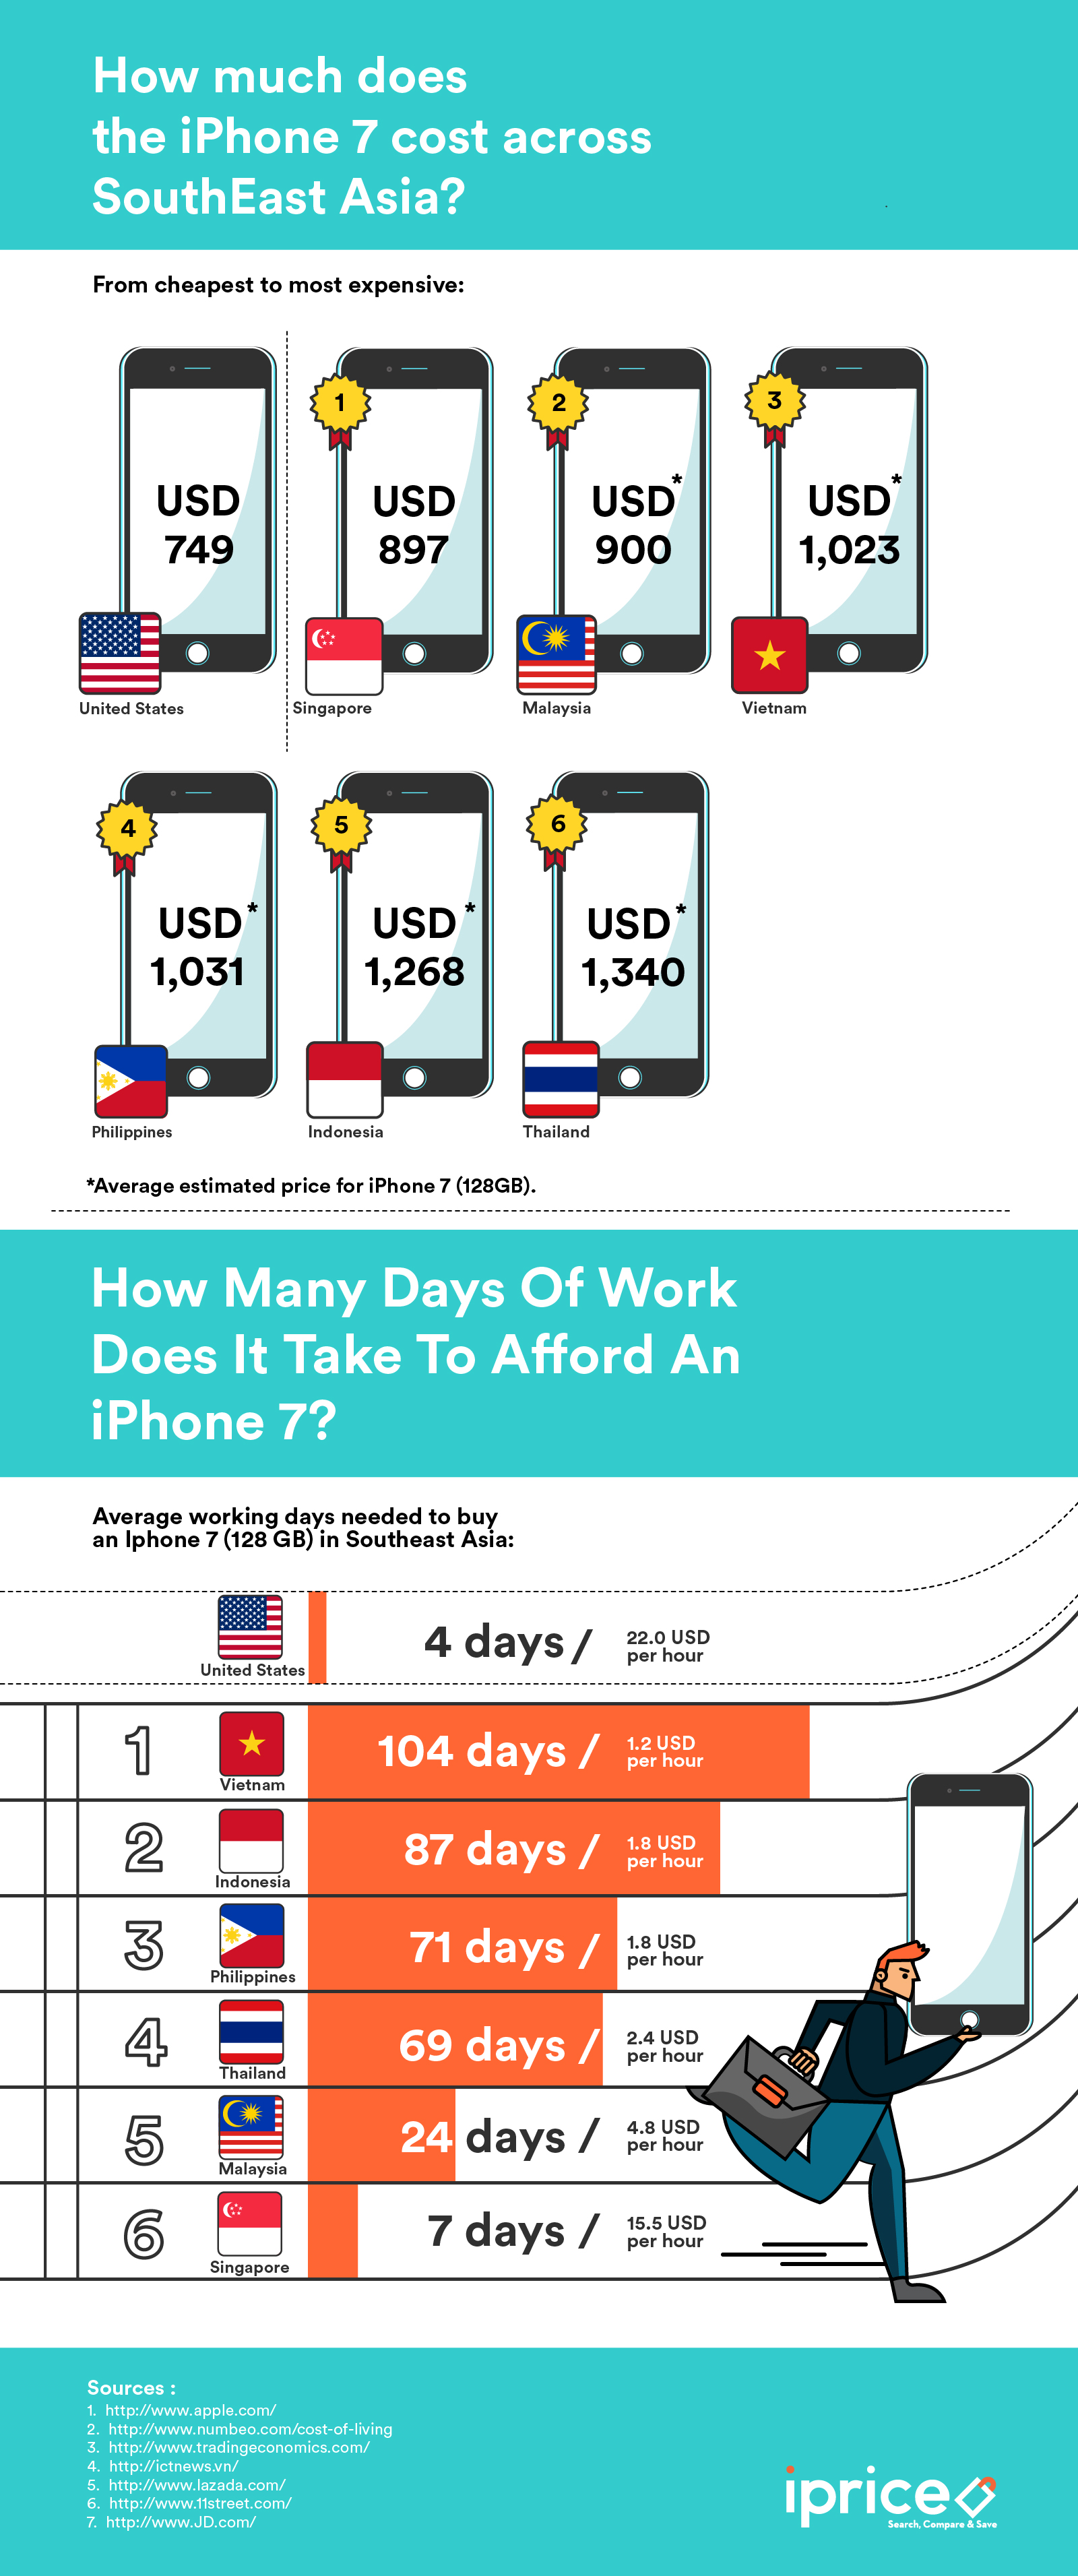 How much does
the iPhone 7 cost across
SouthEast Asia?
From cheapest to most expensive:
USD
749
United States
1
USD
897
Singapore
2
USD*
900
Malaysia
3
USD*
1,023
Vietnam
4
USD*
1,031
Philippines
5
USD*
1,268
Indonesia
6
USD*
1,340
Thailand
*Average estimated price for iPhone 7 (128GB).
How Many Days Of Work
Does It Take To Afford An
iPhone 7?
Average working days needed to buy
an Iphone 7 (128 GB) in Southeast Asia:
United States
4 days /
22.0 USD
per hour
1
Vietnam
104 days /
1.2 USD
per hour
2
Indonesia
87 days /
1.8 USD
per hour
3
Philippines
71 days /
1.8 USD
per hour
4
Thailand
69 days /
2.4 USD
per hour
5
Malaysia
24 days /
4.8 USD
per hour
6
Singapore
7 days /
15.5 USD
per hour
Sources :
1. http://www.apple.com/
2. http://www.numbeo.com/cost-of-living
3. http://www.tradingeconomics.com/
4. http://ictnews.vn/
5. http://www.lazada.com/
6. http://www.11street.com/
7. http://www.JD.com/
iprice
Search, Compare & Save